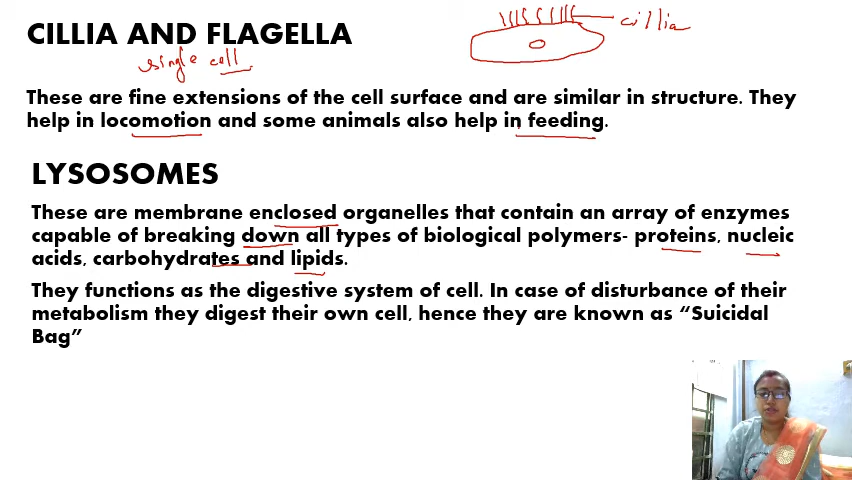 CILLIA AND FLAGELLA
cillia
single cell
These are fine extensions of the cell surface and are similar in structure. They
help in locomotion and some animals also help in feeding.
LYSOSOMES
These are membrane enclosed organelles that contain an array of enzymes
capable of breaking down all types of biological polymers- proteins, nucleic
acids, carbohydrates and lipids.
They functions as the digestive system of cell. In case of disturbance of their
metabolism they digest their own cell, hence they are known as “Suicidal
Bag”